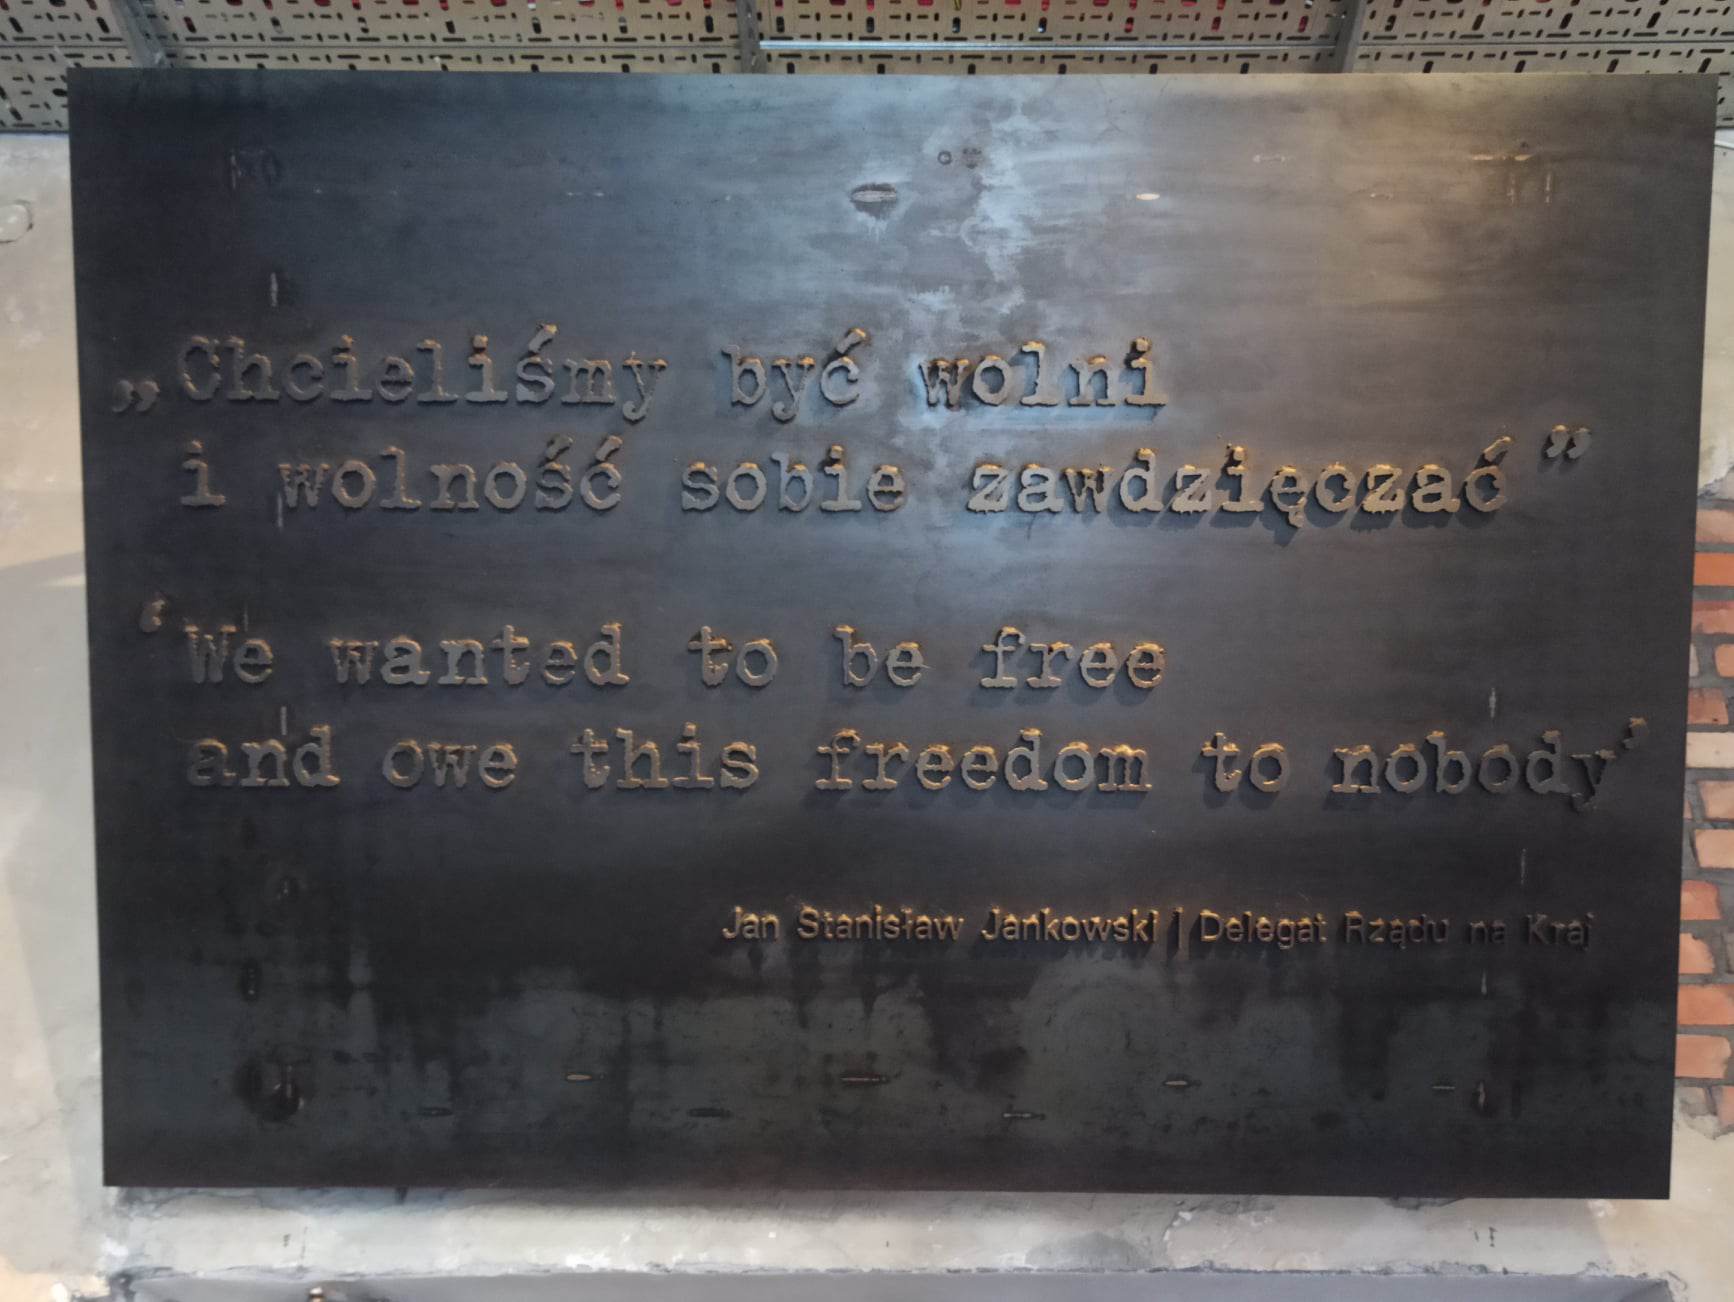 „Chcieliśmy być wolni
i wolność sobie zawdzięczać”
‘We wanted to be free
and owe this freedom to nobody’
Jan Stanisław Jankowski | Delegat Rządu na Kraj